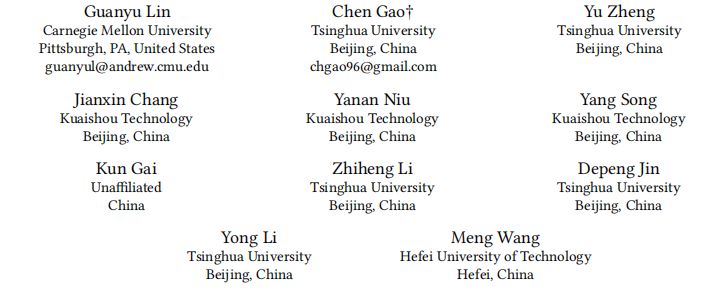 Guanyu Lin
Carnegie Mellon University
Pittsburgh, PA, United States
guanyul@andrew.cmu.edu
Chen Gao†
Tsinghua University
Beijing, China
chgao96@gmail.com
Yu Zheng
Tsinghua University
Beijing, China
Jianxin Chang
Kuaishou Technology
Beijing, China
Yanan Niu
Kuaishou Technology
Beijing, China
Yang Song
Kuaishou Technology
Beijing, China
Kun Gai
Unaffiliated
China
Zhiheng Li
Tsinghua University
Beijing, China
Depeng Jin
Tsinghua University
Beijing, China
Yong Li
Tsinghua University
Beijing, China
Meng Wang
Hefei University of Technology
Hefei, China